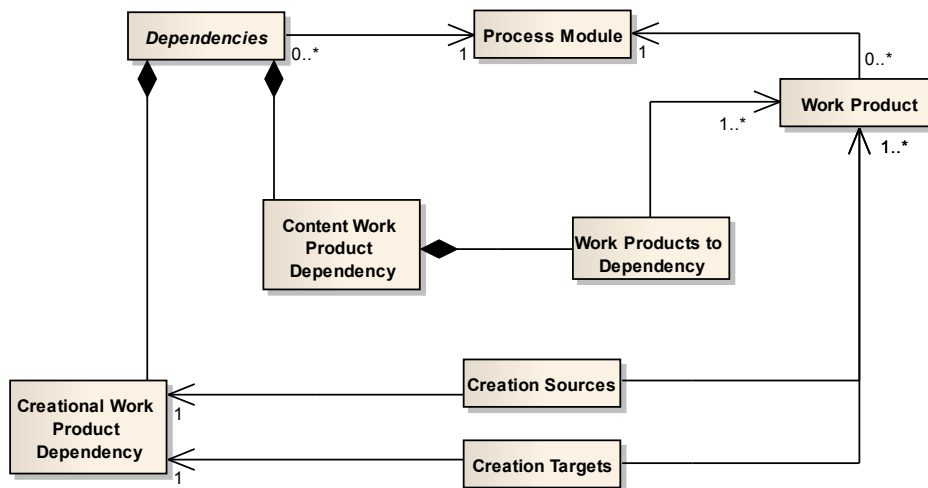 Dependencies
0..*
1
Process Module
1
0..*
Work Product
1..*
1..*
Content Work
Product
Dependency
Work Products to
Dependency
Creational Work
Product
Dependency
1
1
Creation Sources
Creation Targets